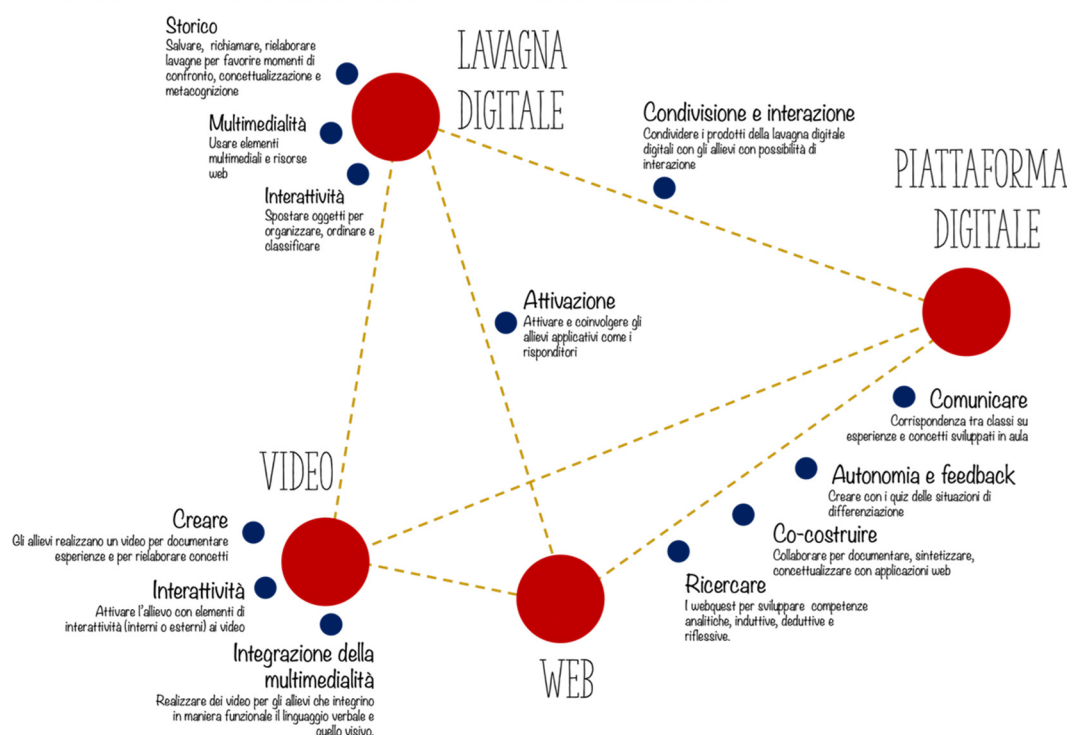 Storico
Salvare, richiamare, rielaborare
lavagne per favorire momenti di
confronto, concettualizzazione e
metacognizione
Multimedialità
Usare elementi
multimediali e risorse
web
Interattività
Spostare oggetti per
organizzare, ordinare e
classificare
LAVAGNA
DIGITALE
Condivisione e interazione
Condividere i prodotti della lavagna digitale
digitali con gli allievi con possibilità di
interazione
PIATTAFORMA
DIGITALE
Attivazione
Attivare e coinvolgere gli
allievi applicativi come i
risponditori
Comunicare
Corrispondenza tra classi su
esperienze e concetti sviluppati in aula
Autonomia e feedback
Creare con i quiz delle situazioni di
differenziazione
Co-costruire
Collaborare per documentare, sintetizzare,
concettualizzare con applicazioni web
Ricercare
I webquest per sviluppare competenze
analitiche, induttive, deduttive e
riflessive.
VIDEO
Creare
Gli allievi realizzano un video per documentare
esperienze e per rielaborare concetti
Interattività
Attivare l'allievo con elementi di
interattività (interni o esterni) ai video
Integrazione della
multimedialità
Realizzare dei video per gli allievi che integrino
in maniera funzionale il linguaggio verbale e
quello visivo.
WEB